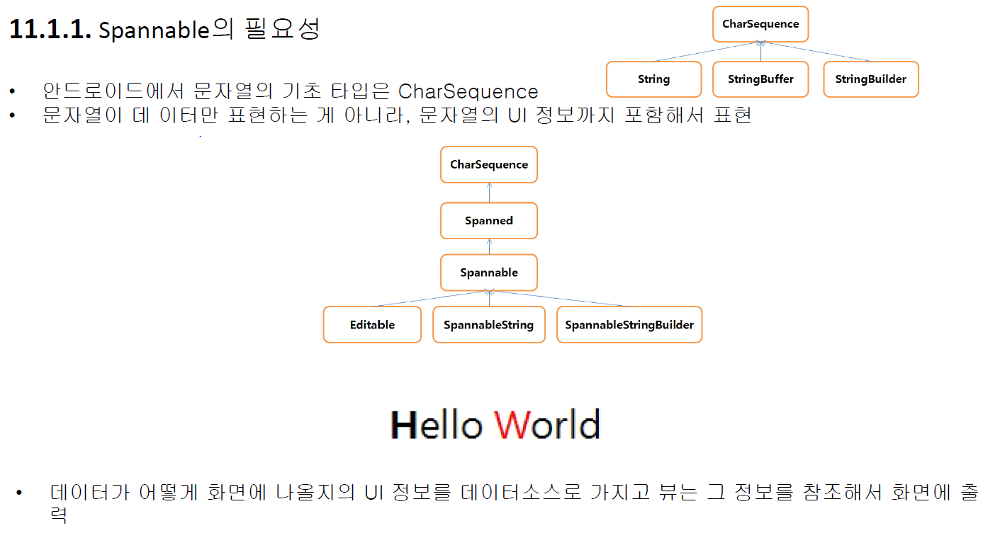 11.1.1. Spannable의 필요성
CharSequence
String
StringBuffer
StringBuilder
• 안드로이드에서 문자열의 기초 타입은 CharSequence
• 문자열이 데 이터만 표현하는 게 아니라, 문자열의 UI 정보까지 포함해서 표현
CharSequence
Spanned
Spannable
Editable
SpannableString
SpannableStringBuilder
Hello World
• 데이터가 어떻게 화면에 나올지의 UI 정보를 데이터소스로 가지고 뷰는 그 정보를 참조해서 화면에 출
력